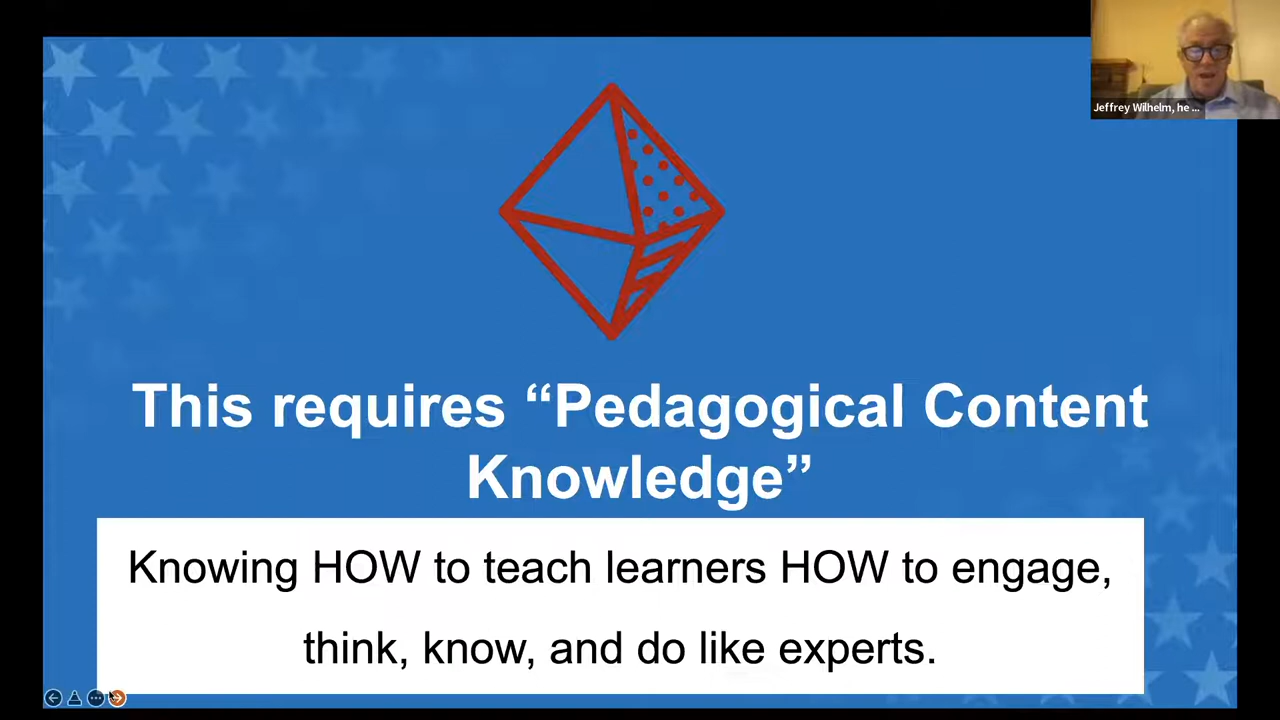 Jeffrey Wilhelm, he ...
This requires “Pedagogical Content
Knowledge”
Knowing HOW to teach learners HOW to engage,
think, know, and do like experts.